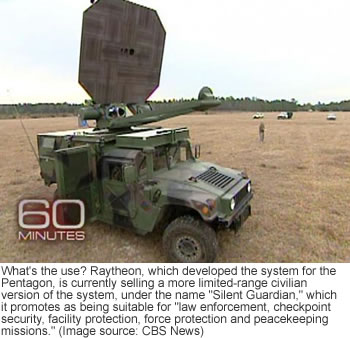 60
MINUTES
What's the use? Raytheon, which developed the system for the
Pentagon, is currently selling a more limited-range civilian
version of the system, under the name "Silent Guardian," which
it promotes as being suitable for "law enforcement, checkpoint
security, facility protection, force protection and peacekeeping
missions." (Image source: CBS News)